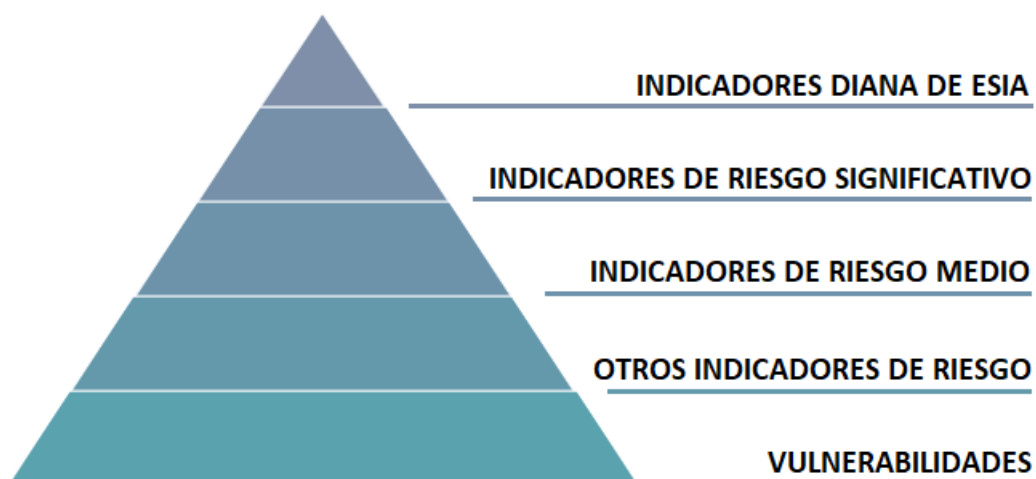 INDICADORES DIANA DE ESIA
INDICADORES DE RIESGO SIGNIFICATIVO
INDICADORES DE RIESGO MEDIO
OTROS INDICADORES DE RIESGO
VULNERABILIDADES